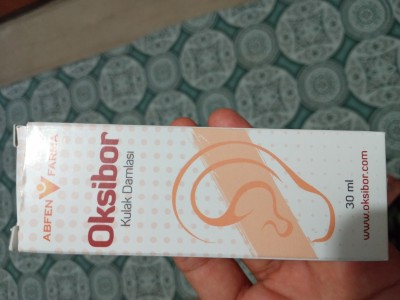 ABFEN
FARMA
Oksibor
Kulak Damlası
30 ml
www.oksibor.com